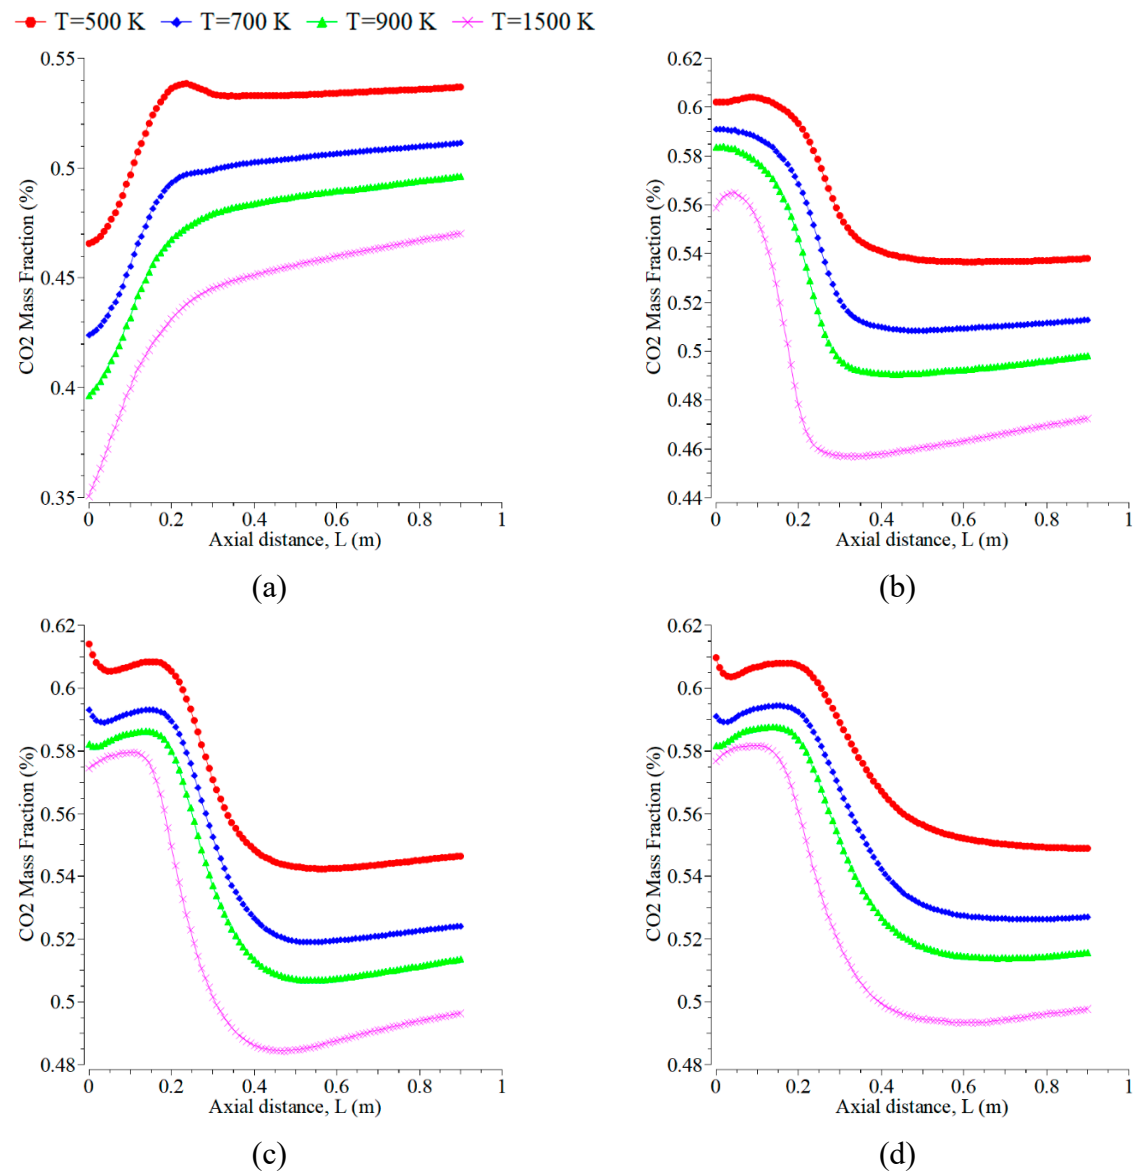 T=500 K T=700 K T=900 K T=1500 K
0.55
0.5
0.45
0.4
0.35
CO2 Mass Fraction (%)
0 0.2 0.4 0.6 0.8 1
Axial distance, L (m)
(a)
0.62
0.6
0.58
0.56
0.54
0.52
0.5
0.48
0.46
0.44
CO2 Mass Fraction (%)
0 0.2 0.4 0.6 0.8 1
Axial distance, L (m)
(b)
0.62
0.6
0.58
0.56
0.54
0.52
0.5
0.48
CO2 Mass Fraction (%)
0 0.2 0.4 0.6 0.8 1
Axial distance, L (m)
(c)
0.62
0.6
0.58
0.56
0.54
0.52
0.5
0.48
CO2 Mass Fraction (%)
0 0.2 0.4 0.6 0.8 1
Axial distance, L (m)
(d)